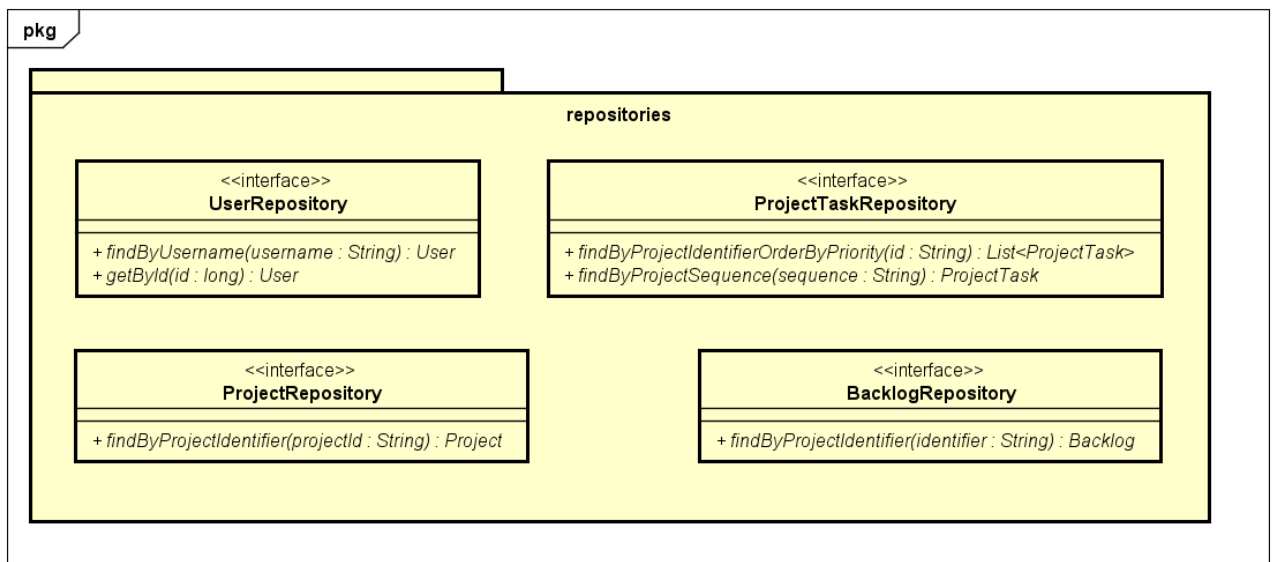 pkg
repositories
<<interface>>
UserRepository
+ findByUsername(username : String) : User
+ getById(id : long) : User
<<interface>>
ProjectTaskRepository
+ findByProjectIdentifierOrderByPriority(id : String) : List<ProjectTask>
+ findByProjectSequence(sequence : String) : ProjectTask
<<interface>>
ProjectRepository
+ findByProjectIdentifier(projectId : String) : Project
<<interface>>
BacklogRepository
+ findByProjectIdentifier(identifier : String) : Backlog